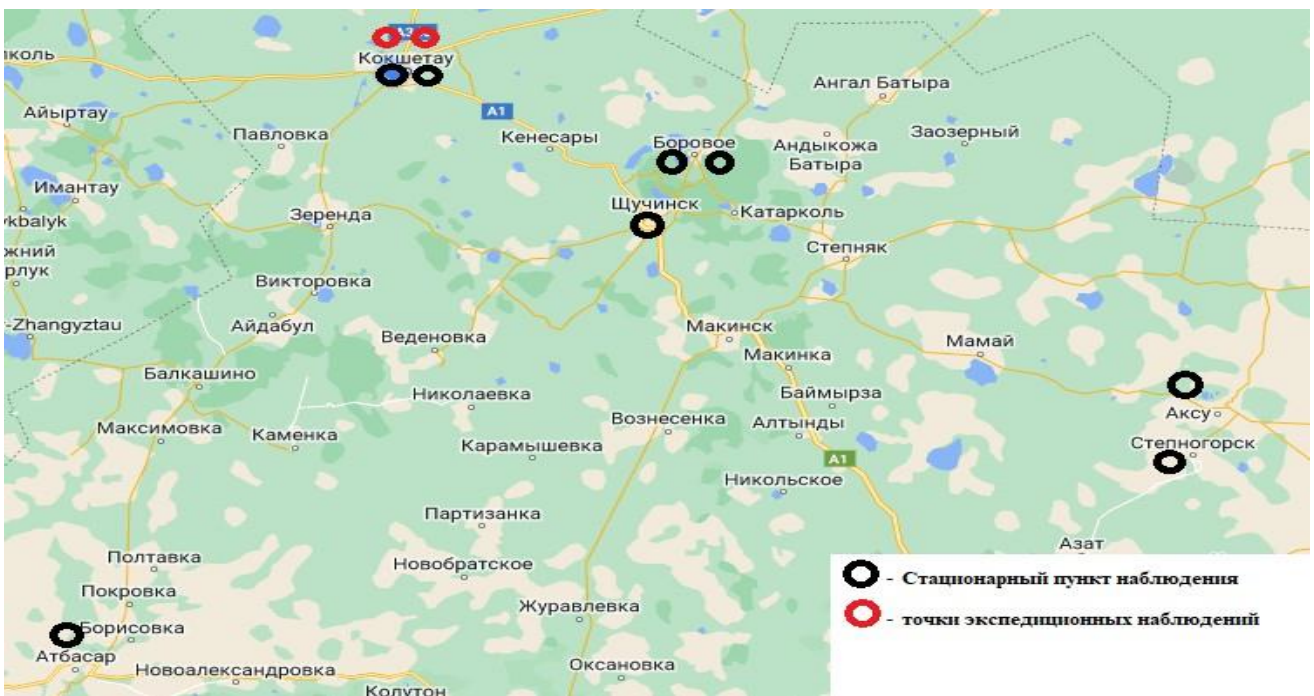 A1
Кокшетау
Айыртау
A1
Ангал Батыра
Павловка
Кенесары
Боровое
Андыкожа
Батыра
Заозерный
Имантау
Зеренда
Щучинск
Катарколь
Степняк
Викторовка
Айдабул
Веденовка
Макинск
Мамай
Балкашино
Макинка
Николаевка
Баймырза
Аксу
Максимовка
Каменка
Карамышевка
Вознесенка
Алтынды
Степногорск
A1
Никольское
Партизанка
Азат
Полтавка
Новобратское
- Стационарный пункт наблюдения
Покровка
Журавлевка
- точки экспедиционных наблюдений
Борисовка
Атбасар
Новоалександровка
Оксановка
Колутон